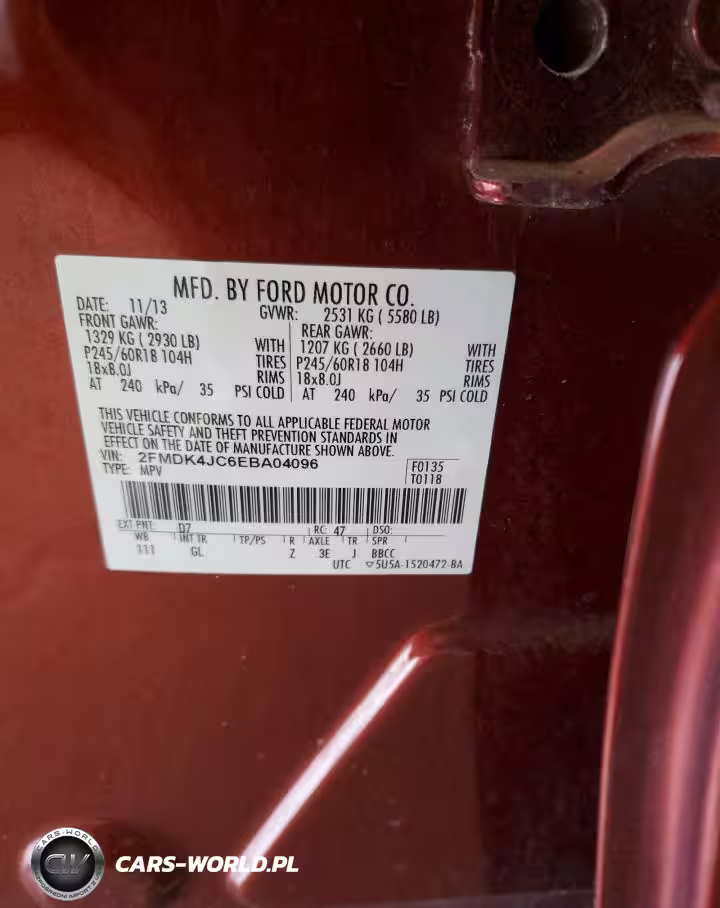 MFD. BY FORD MOTOR CO.
DATE: 11/13 GVWR: 2531 KG ( 5580 LB)
FRONT GAWR: REAR GAWR:
1329 KG ( 2930 LB) WITH 1207 KG ( 2660 LB) WITH
P245/60R18 104H TIRES P245/60R18 104H TIRES
18x8.0J RIMS 18x8.0J RIMS
AT 240 kPa/ 35 PSI COLD AT 240 kPa/ 35 PSI COLD
THIS VEHICLE CONFORMS TO ALL APPLICABLE FEDERAL MOTOR
VEHICLE SAFETY AND THEFT PREVENTION STANDARDS IN
EFFECT ON THE DATE OF MANUFACTURE SHOWN ABOVE.
VIN: 2FMDK4JC6EBA04096 F0135
TYPE: MPV T0118
EXT PNT: D7 RC: 47 DSO:
WB INT TR TP/PS R AXLE TR SPR
111 GL Z 3E J BBCC
UTC ▽5U5A-1520472-BA
CARS-WORLD
CW
CARS-WORLD.PL